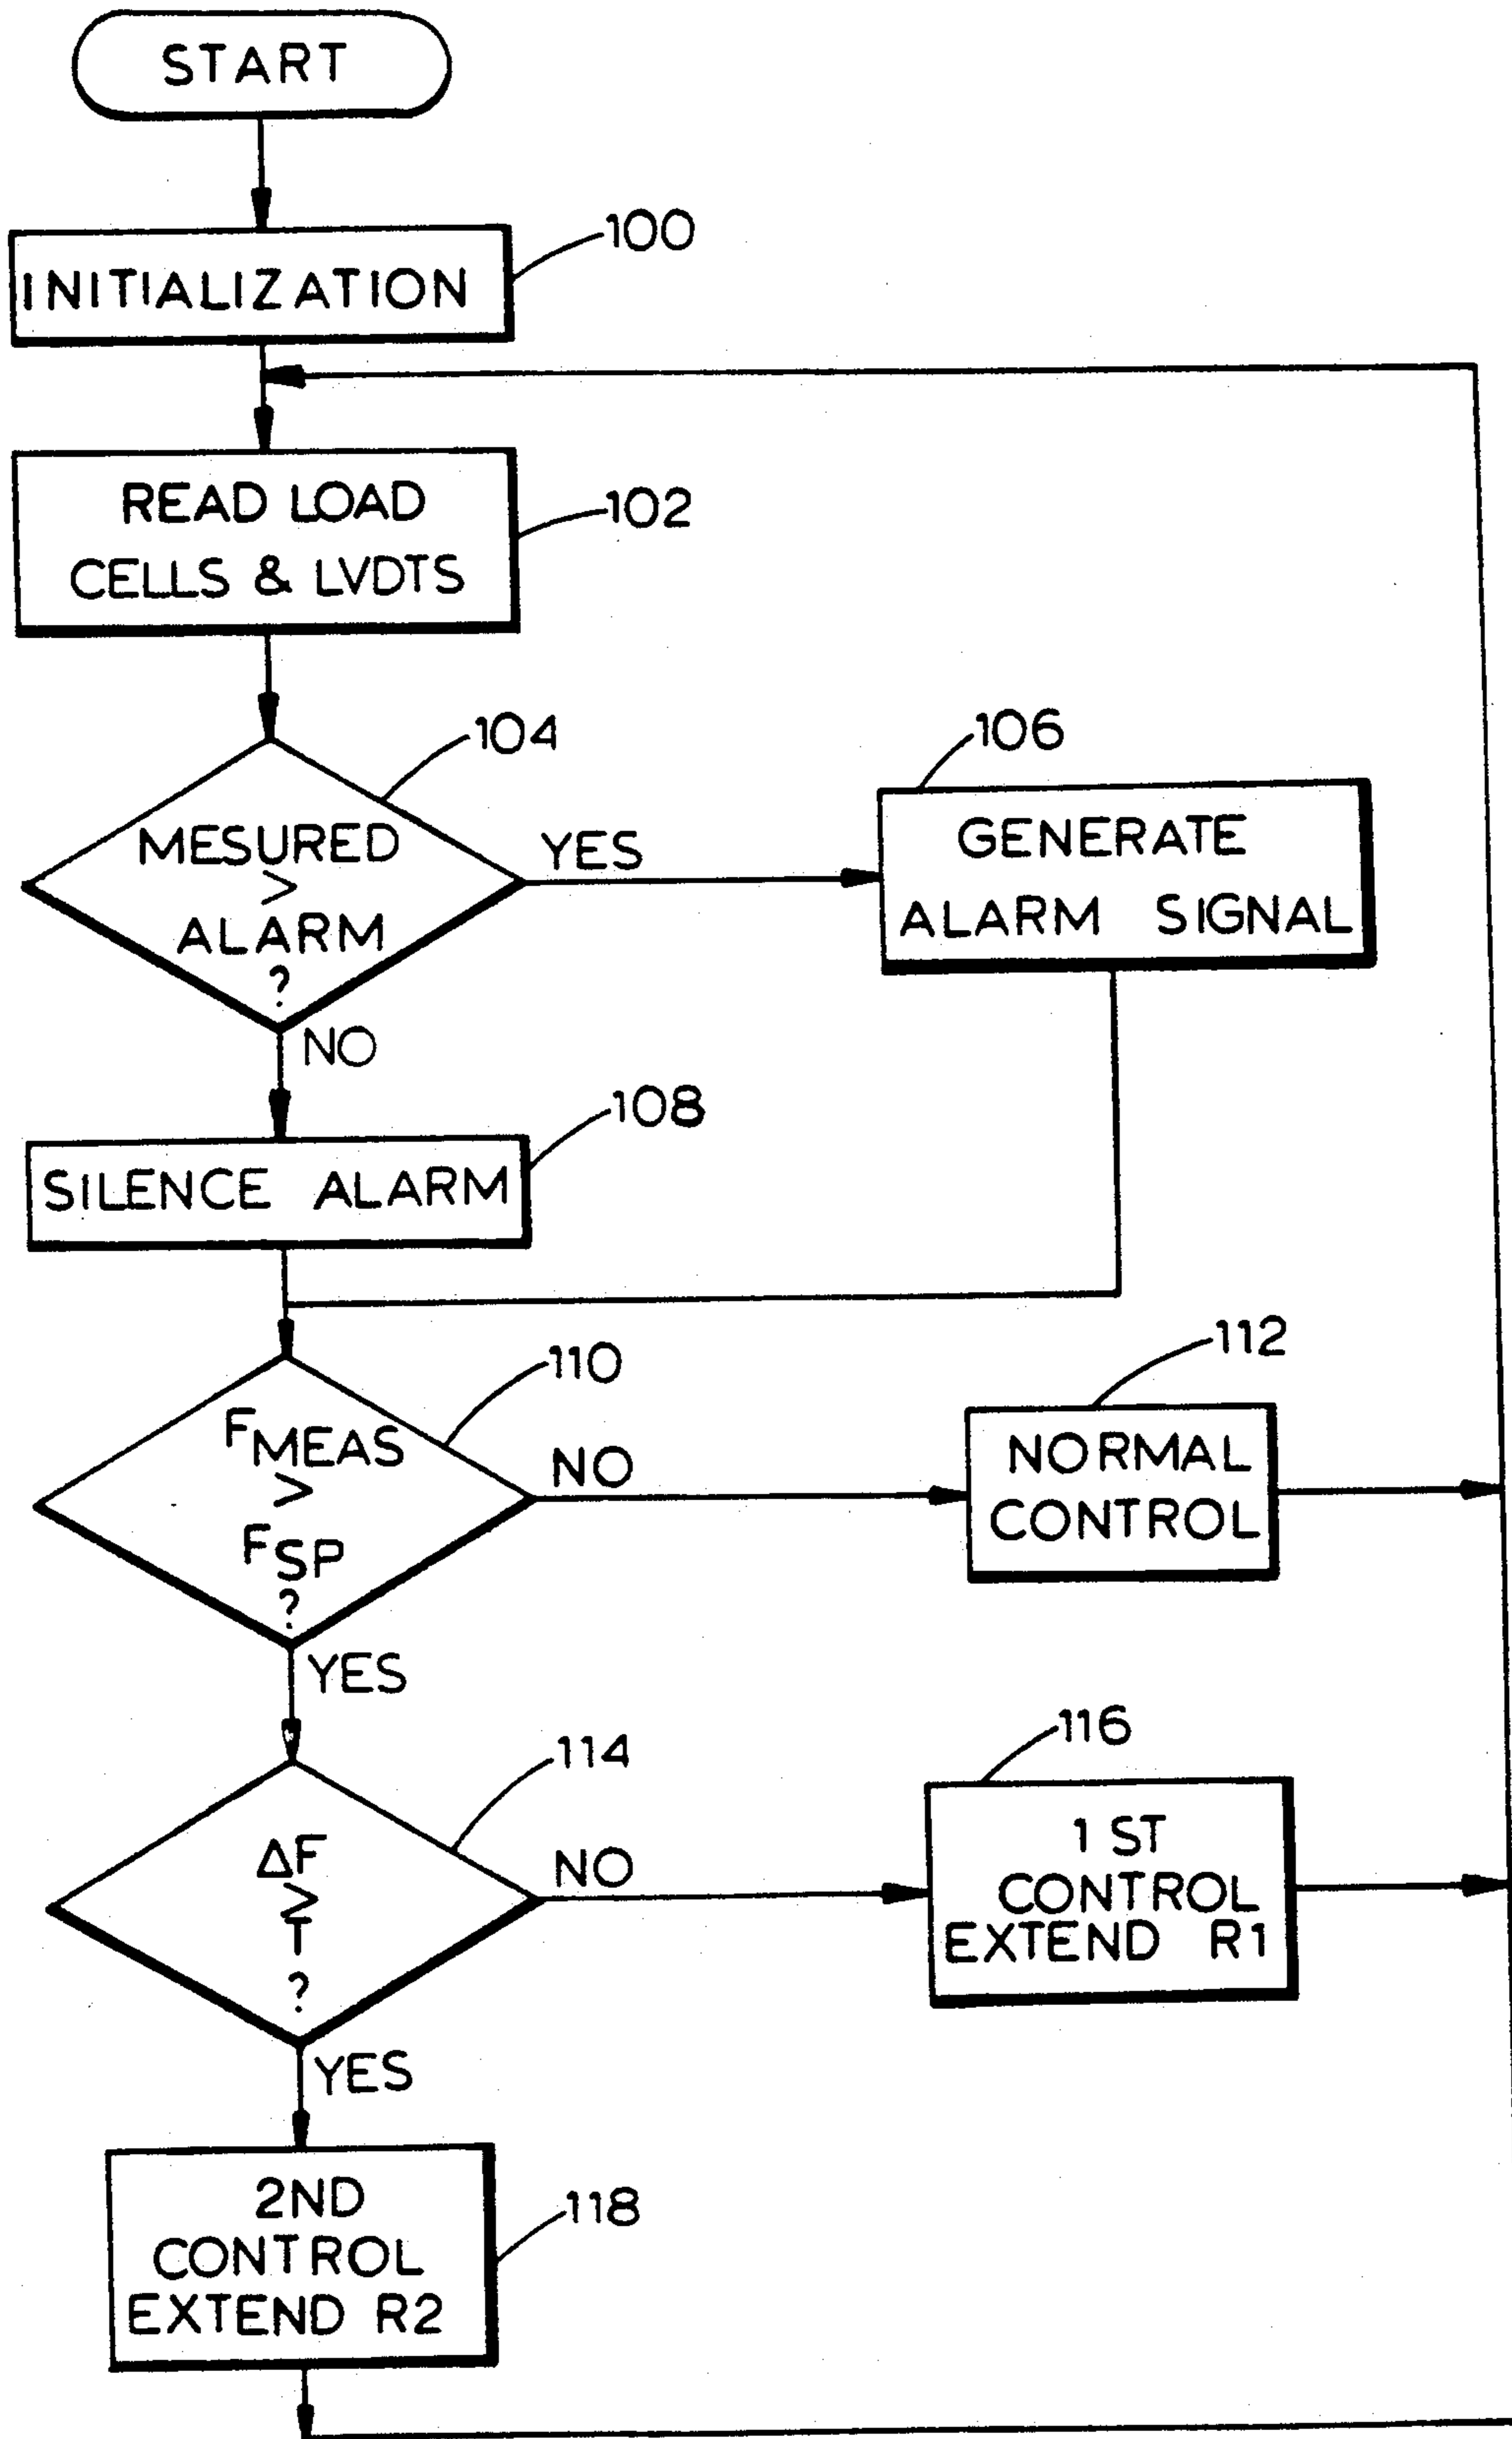 START
INITIALIZATION
100
READ LOAD
CELLS & LVDTS
102
104
MESURED
>
ALARM
?
YES
NO
106
GENERATE
ALARM SIGNAL
108
SILENCE ALARM
110
FMEAS
>
FSP
?
NO
YES
112
NORMAL
CONTROL
114
ΔF
>
T
?
NO
YES
116
1 ST
CONTROL
EXTEND R1
2ND
CONTROL
EXTEND R2
118